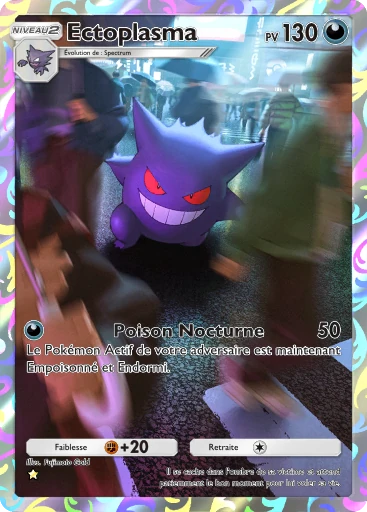 NIVEAU 2 Ectoplasma PV 130
Évolution de : Spectrum
Poison Nocturne 50
Le Pokémon Actif de votre adversaire est maintenant
Empoisonné et Endormi.
Faiblesse +20 Retraite
Illus. Fujimoto Gold
Il se cache dans l'ombre de sa victime et attend
patiemment le bon moment pour lui voler sa vie.